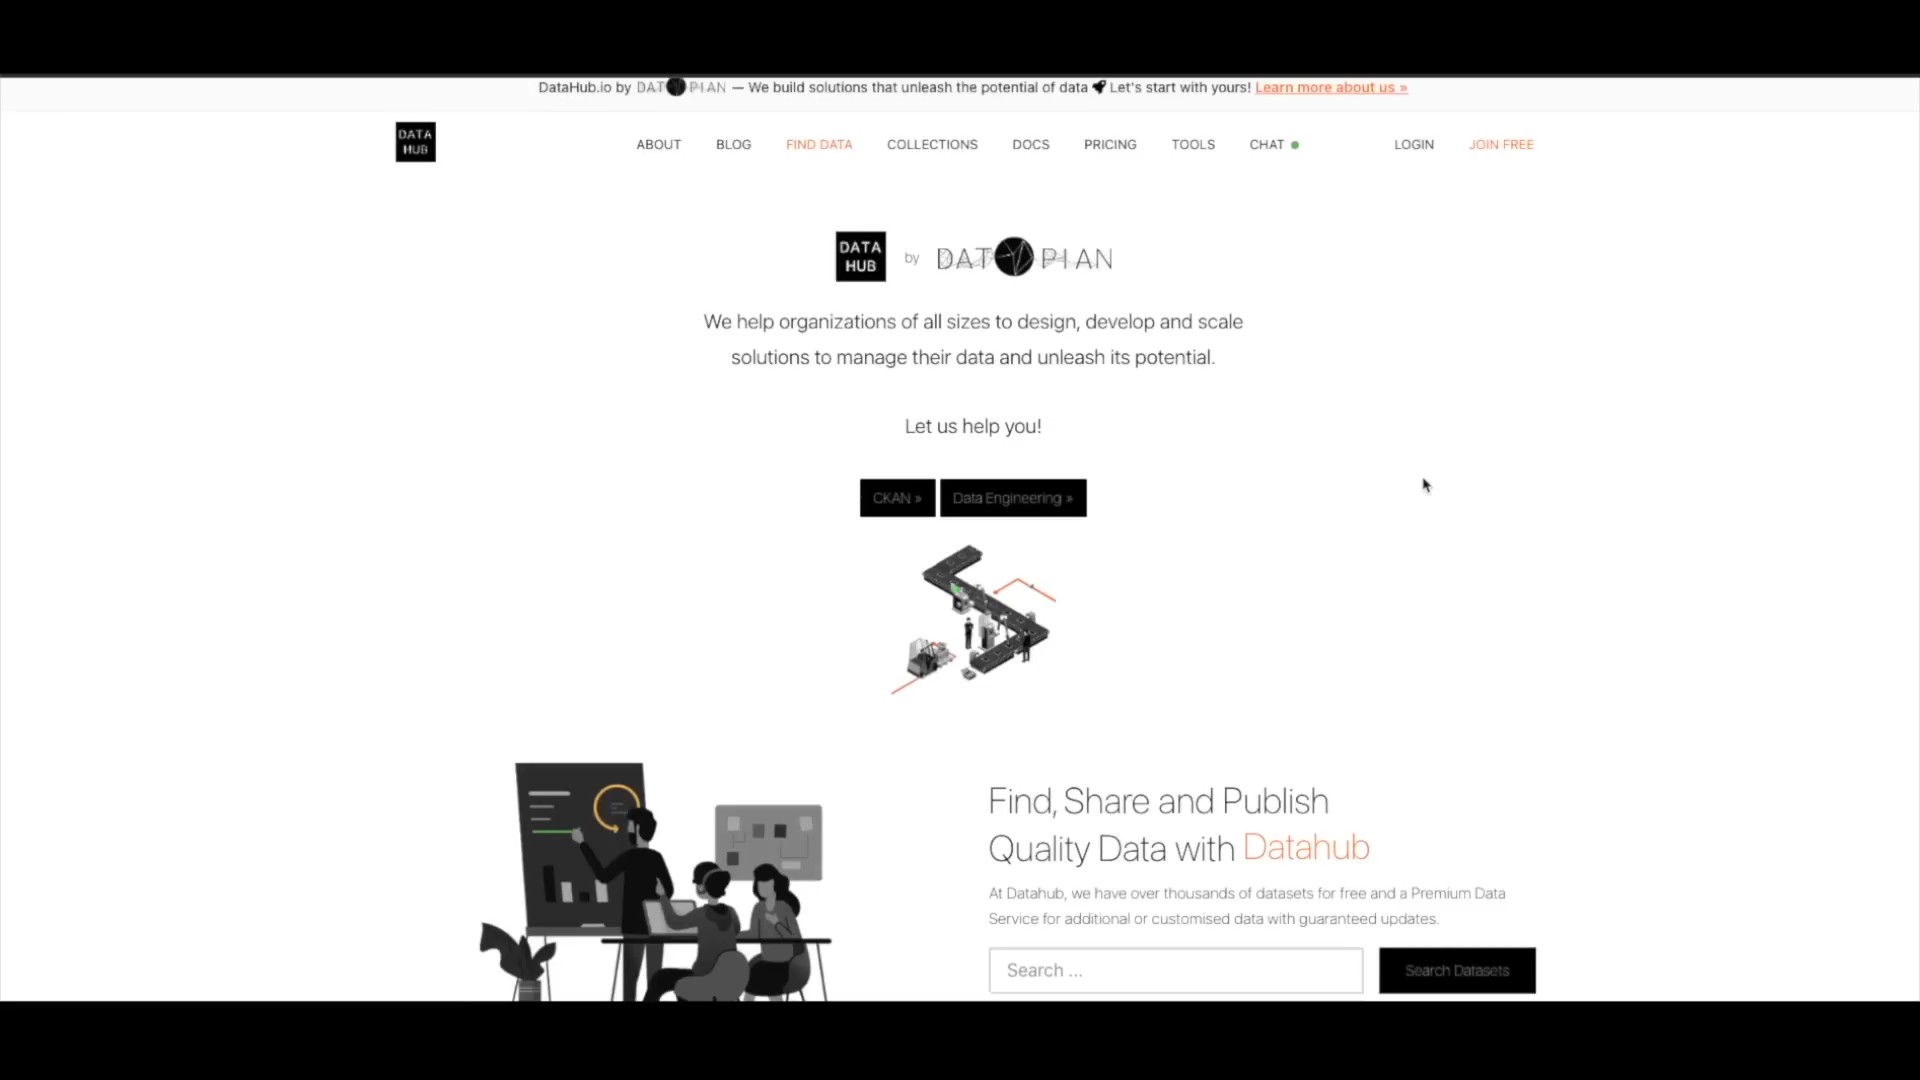 DataHub.io by DATOPIAN — We build solutions that unleash the potential of data 🚀 Let's start with yours! Learn more about us »
DATA
HUB
ABOUT BLOG FIND DATA COLLECTIONS DOCS PRICING TOOLS CHAT LOGIN JOIN FREE
DATA
HUB
by DATOPIAN
We help organizations of all sizes to design, develop and scale
solutions to manage their data and unleash its potential.
Let us help you!
CKAN » Data Engineering »
Find, Share and Publish
Quality Data with Datahub
At Datahub, we have over thousands of datasets for free and a Premium Data
Service for additional or customised data with guaranteed updates.
Search ... Search Datasets